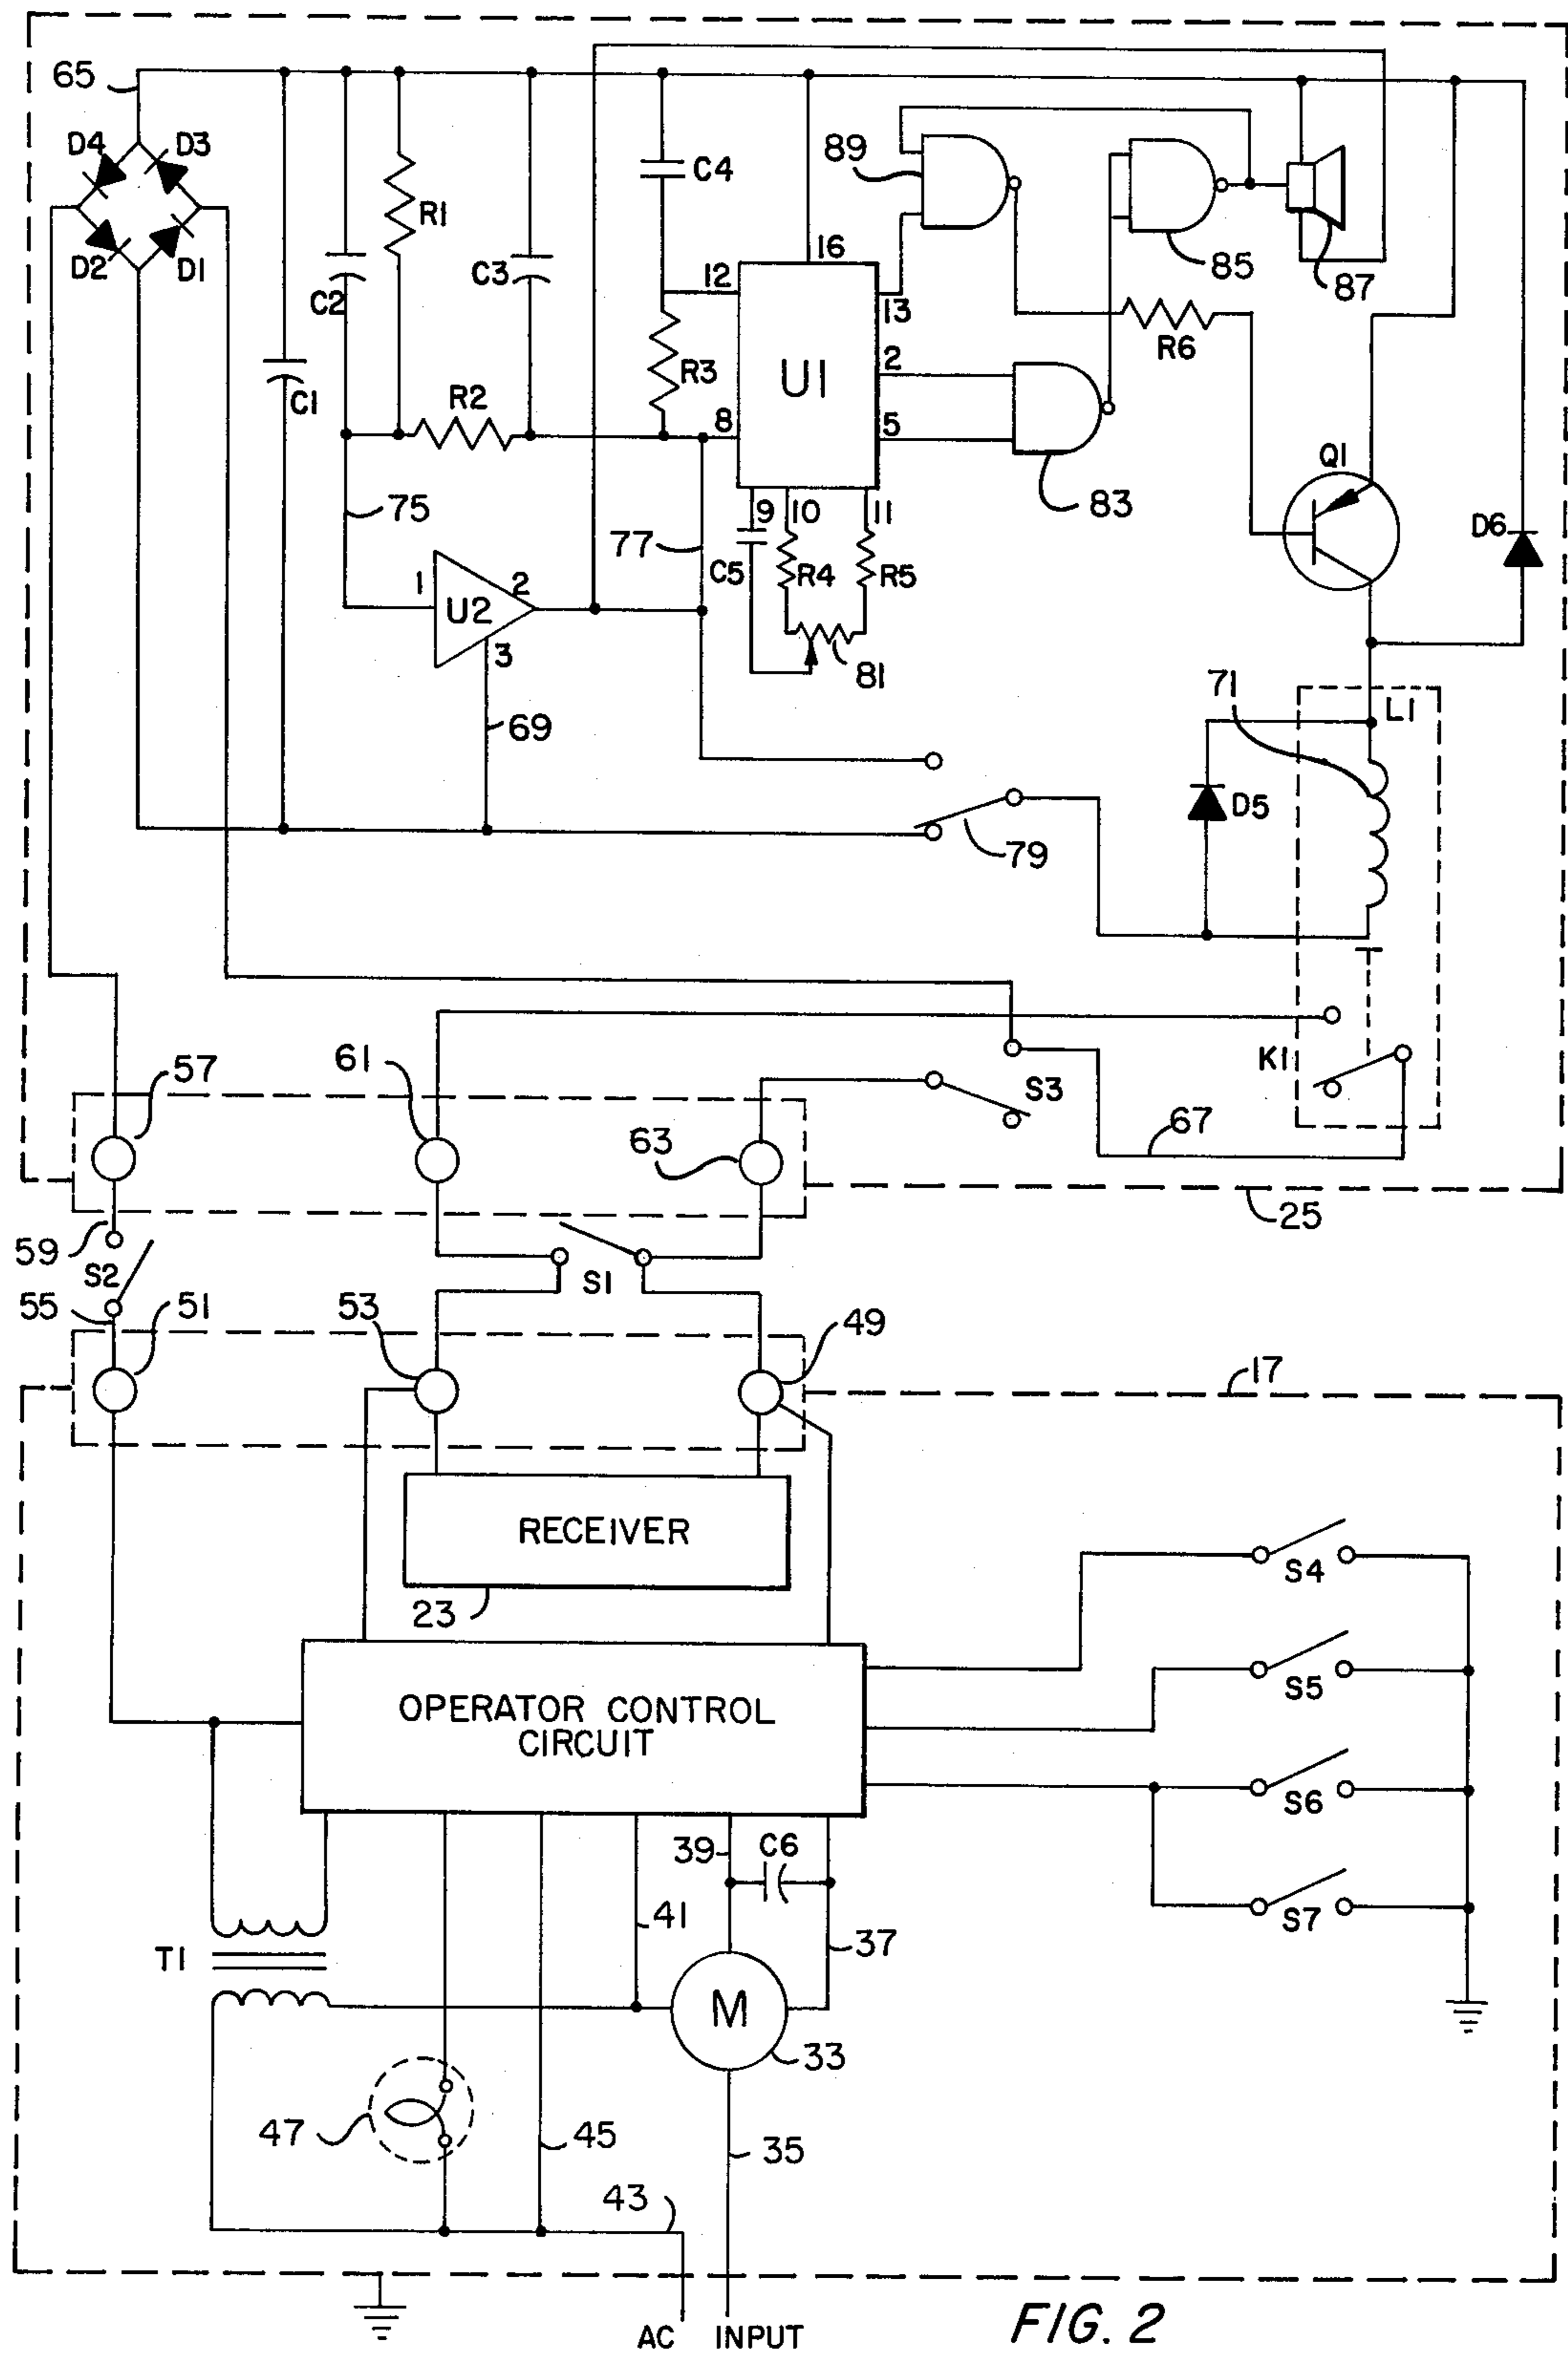 65
D4 D3
D2 D1
C1
C2
R1
R2
C3
C4
R3
12
16
13
8
U1
2
5
9
10
11
C5
R4
R5
81
89
85
87
83
R6
Q1
D6
75
1
U2
2
3
77
69
79
71
L1
D5
K1
S3
67
57
61
63
25
59
S2
S1
55
51
53
49
17
RECEIVER
23
OPERATOR CONTROL
CIRCUIT
S4
S5
S6
S7
39
C6
41
37
T1
M
33
47
45
35
43
AC INPUT
FIG. 2